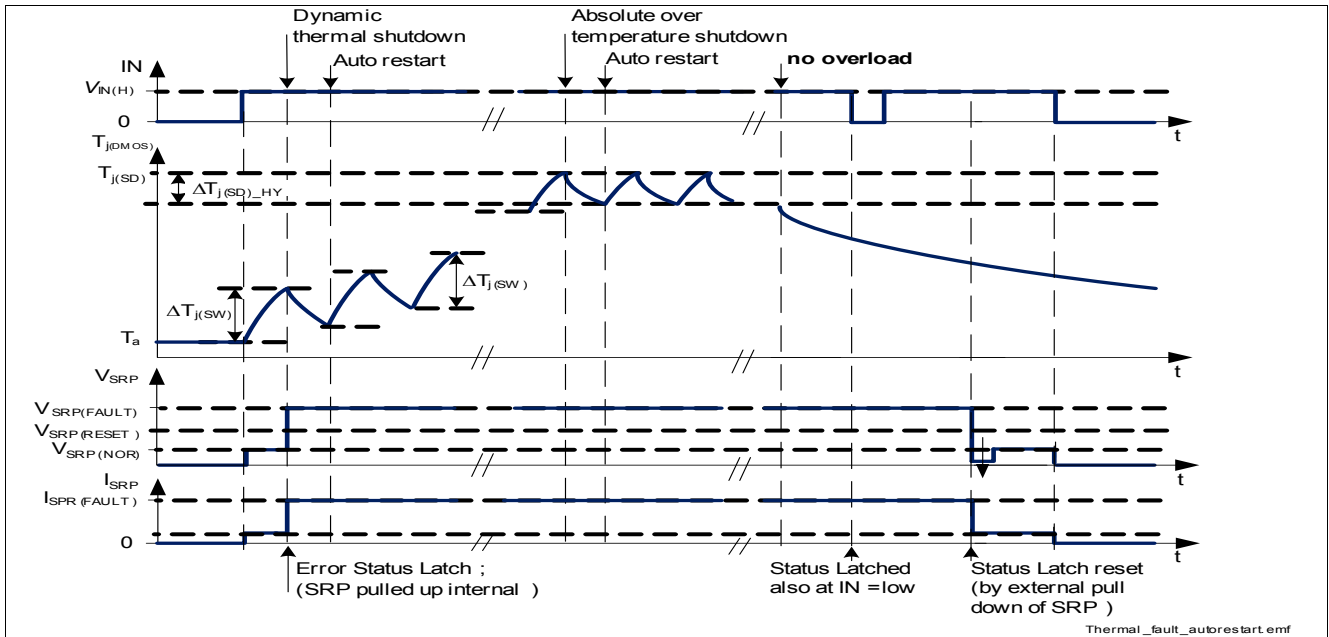 Dynamic
thermal shutdown
Absolute over
temperature shutdown
Auto restart
Auto restart
no overload
IN
VIN(H)
0
t
Tj(DMOS)
Tj(SD)
ΔTj(SD)_HY
ΔTj(SW)
ΔTj(SW)
Ta
t
VSRP
VSRP(FAULT)
VSRP(RESET)
VSRP(NOR)
t
ISRP
ISPR(FAULT)
0
t
Error Status Latch ;
(SRP pulled up internal )
Status Latched
also at IN =low
Status Latch reset
(by external pull
down of SRP )
Thermal_fault_autorestart.emf